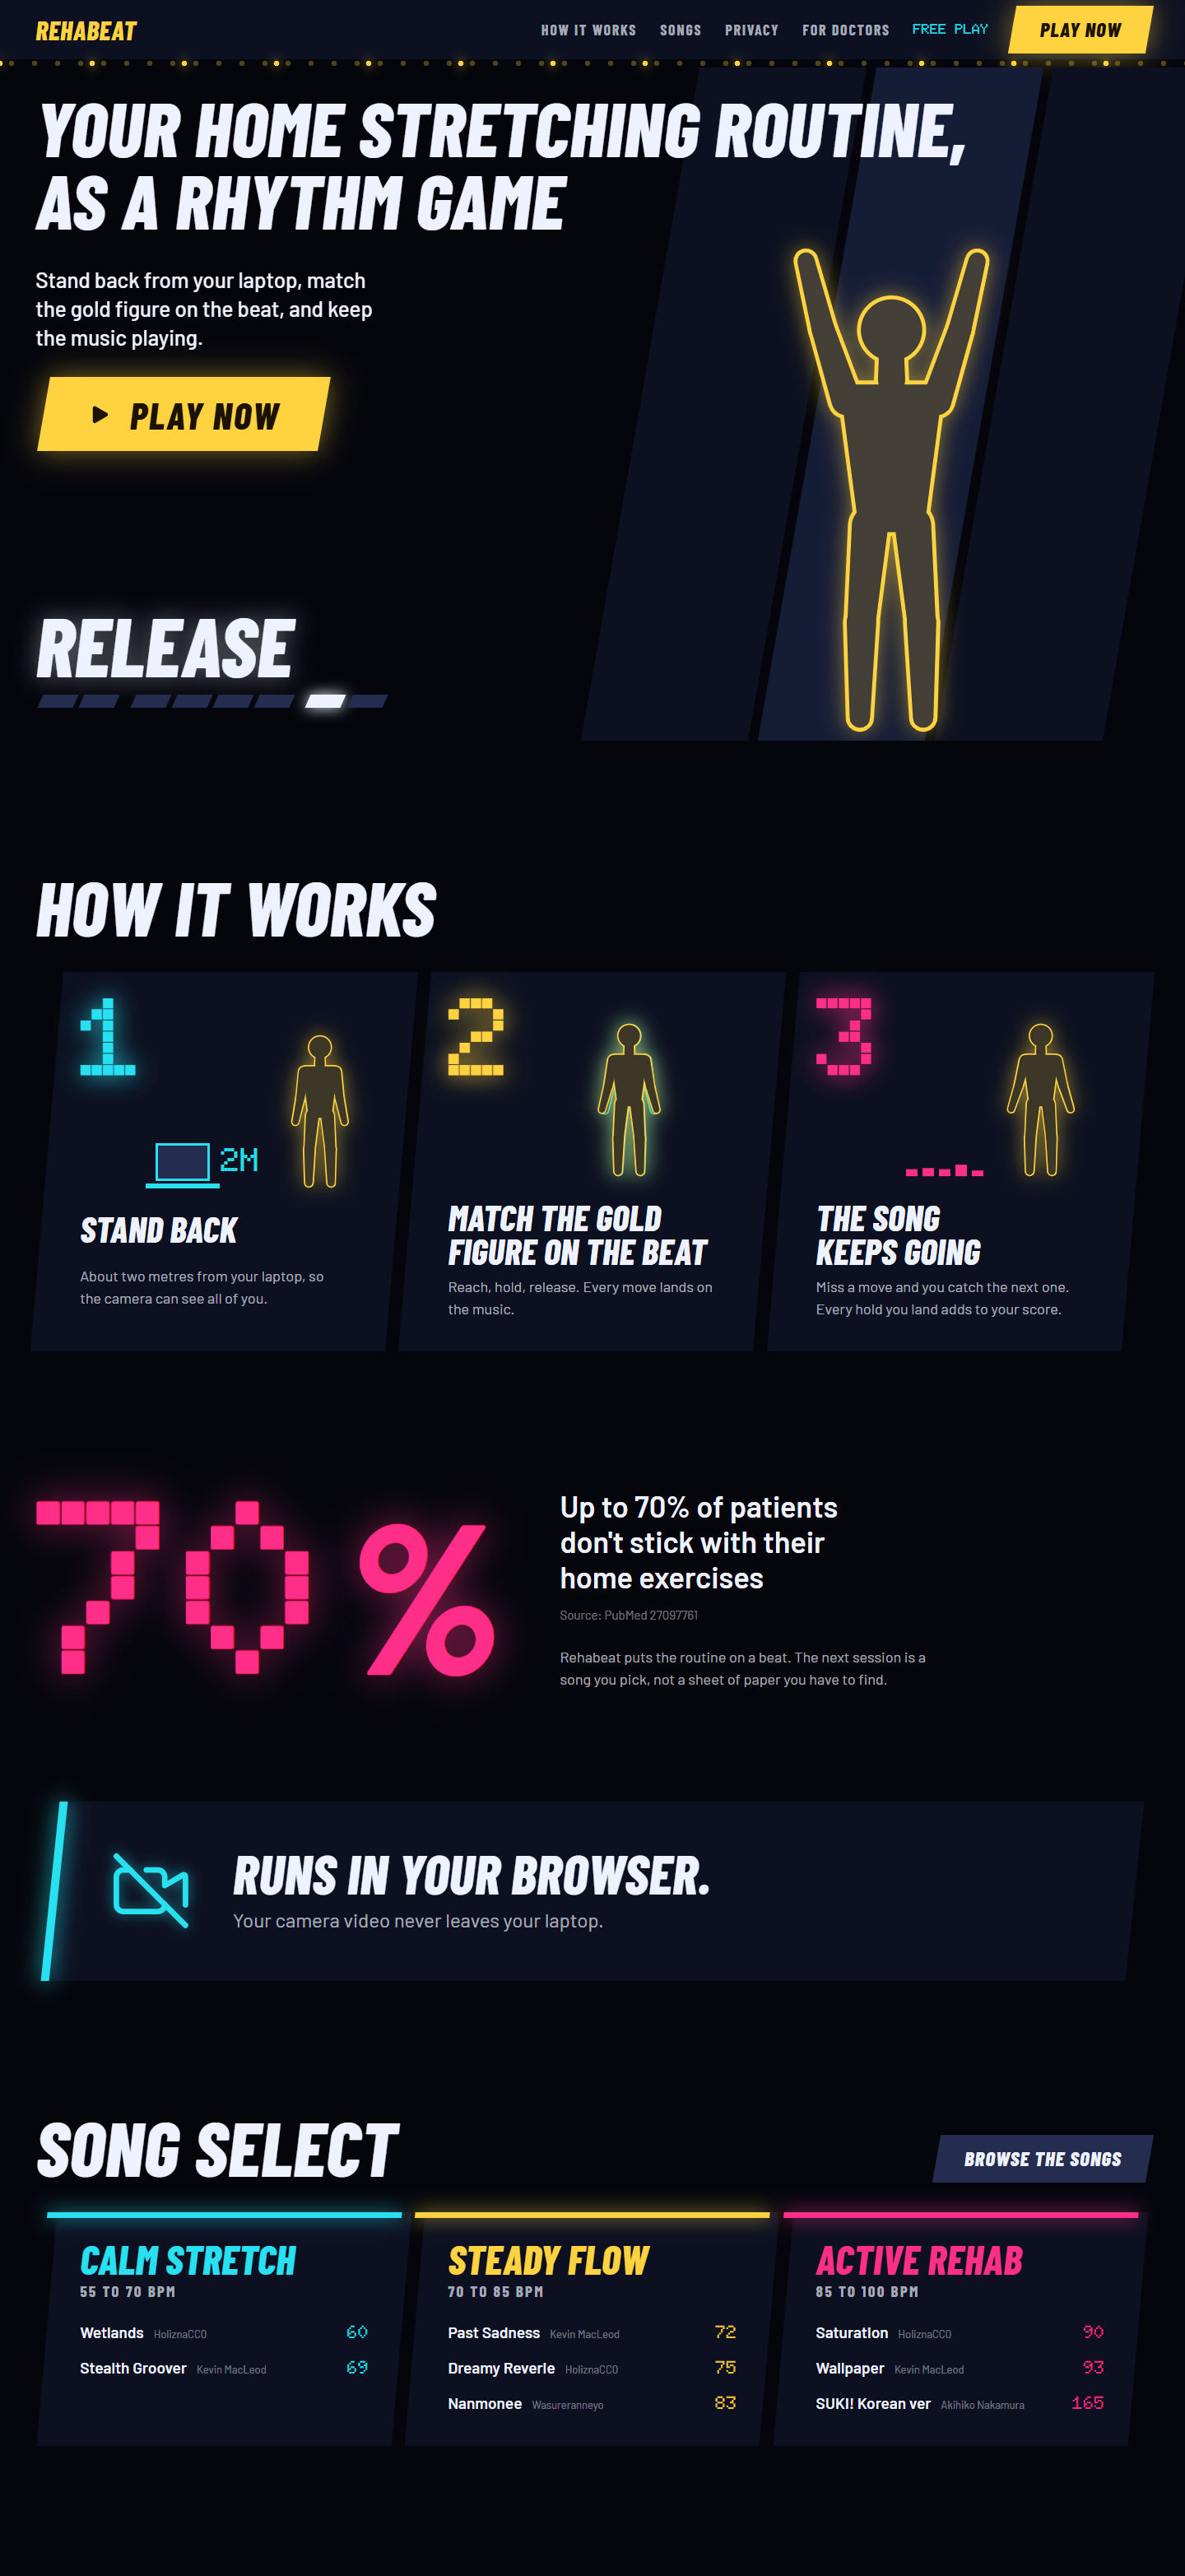 REHABEAT
HOW IT WORKS
SONGS
PRIVACY
FOR DOCTORS
FREE PLAY
PLAY NOW
YOUR HOME STRETCHING ROUTINE,
AS A RHYTHM GAME
Stand back from your laptop, match
the gold figure on the beat, and keep
the music playing.
PLAY NOW
RELEASE
HOW IT WORKS
1
2M
STAND BACK
About two metres from your laptop, so
the camera can see all of you.
2
MATCH THE GOLD
FIGURE ON THE BEAT
Reach, hold, release. Every move lands on
the music.
3
THE SONG
KEEPS GOING
Miss a move and you catch the next one.
Every hold you land adds to your score.
70%
Up to 70% of patients
don't stick with their
home exercises
Source: PubMed 27097761
Rehabeat puts the routine on a beat. The next session is a
song you pick, not a sheet of paper you have to find.
RUNS IN YOUR BROWSER.
Your camera video never leaves your laptop.
SONG SELECT
BROWSE THE SONGS
CALM STRETCH
55 TO 70 BPM
Wetlands HoliznaCC0 60
Stealth Groover Kevin MacLeod 69
STEADY FLOW
70 TO 85 BPM
Past Sadness Kevin MacLeod 72
Dreamy Reverie HoliznaCC0 75
Nanmonee Wasureranneyo 83
ACTIVE REHAB
85 TO 100 BPM
Saturation HoliznaCC0 90
Wallpaper Kevin MacLeod 93
SUKI! Korean ver Akihiko Nakamura 165